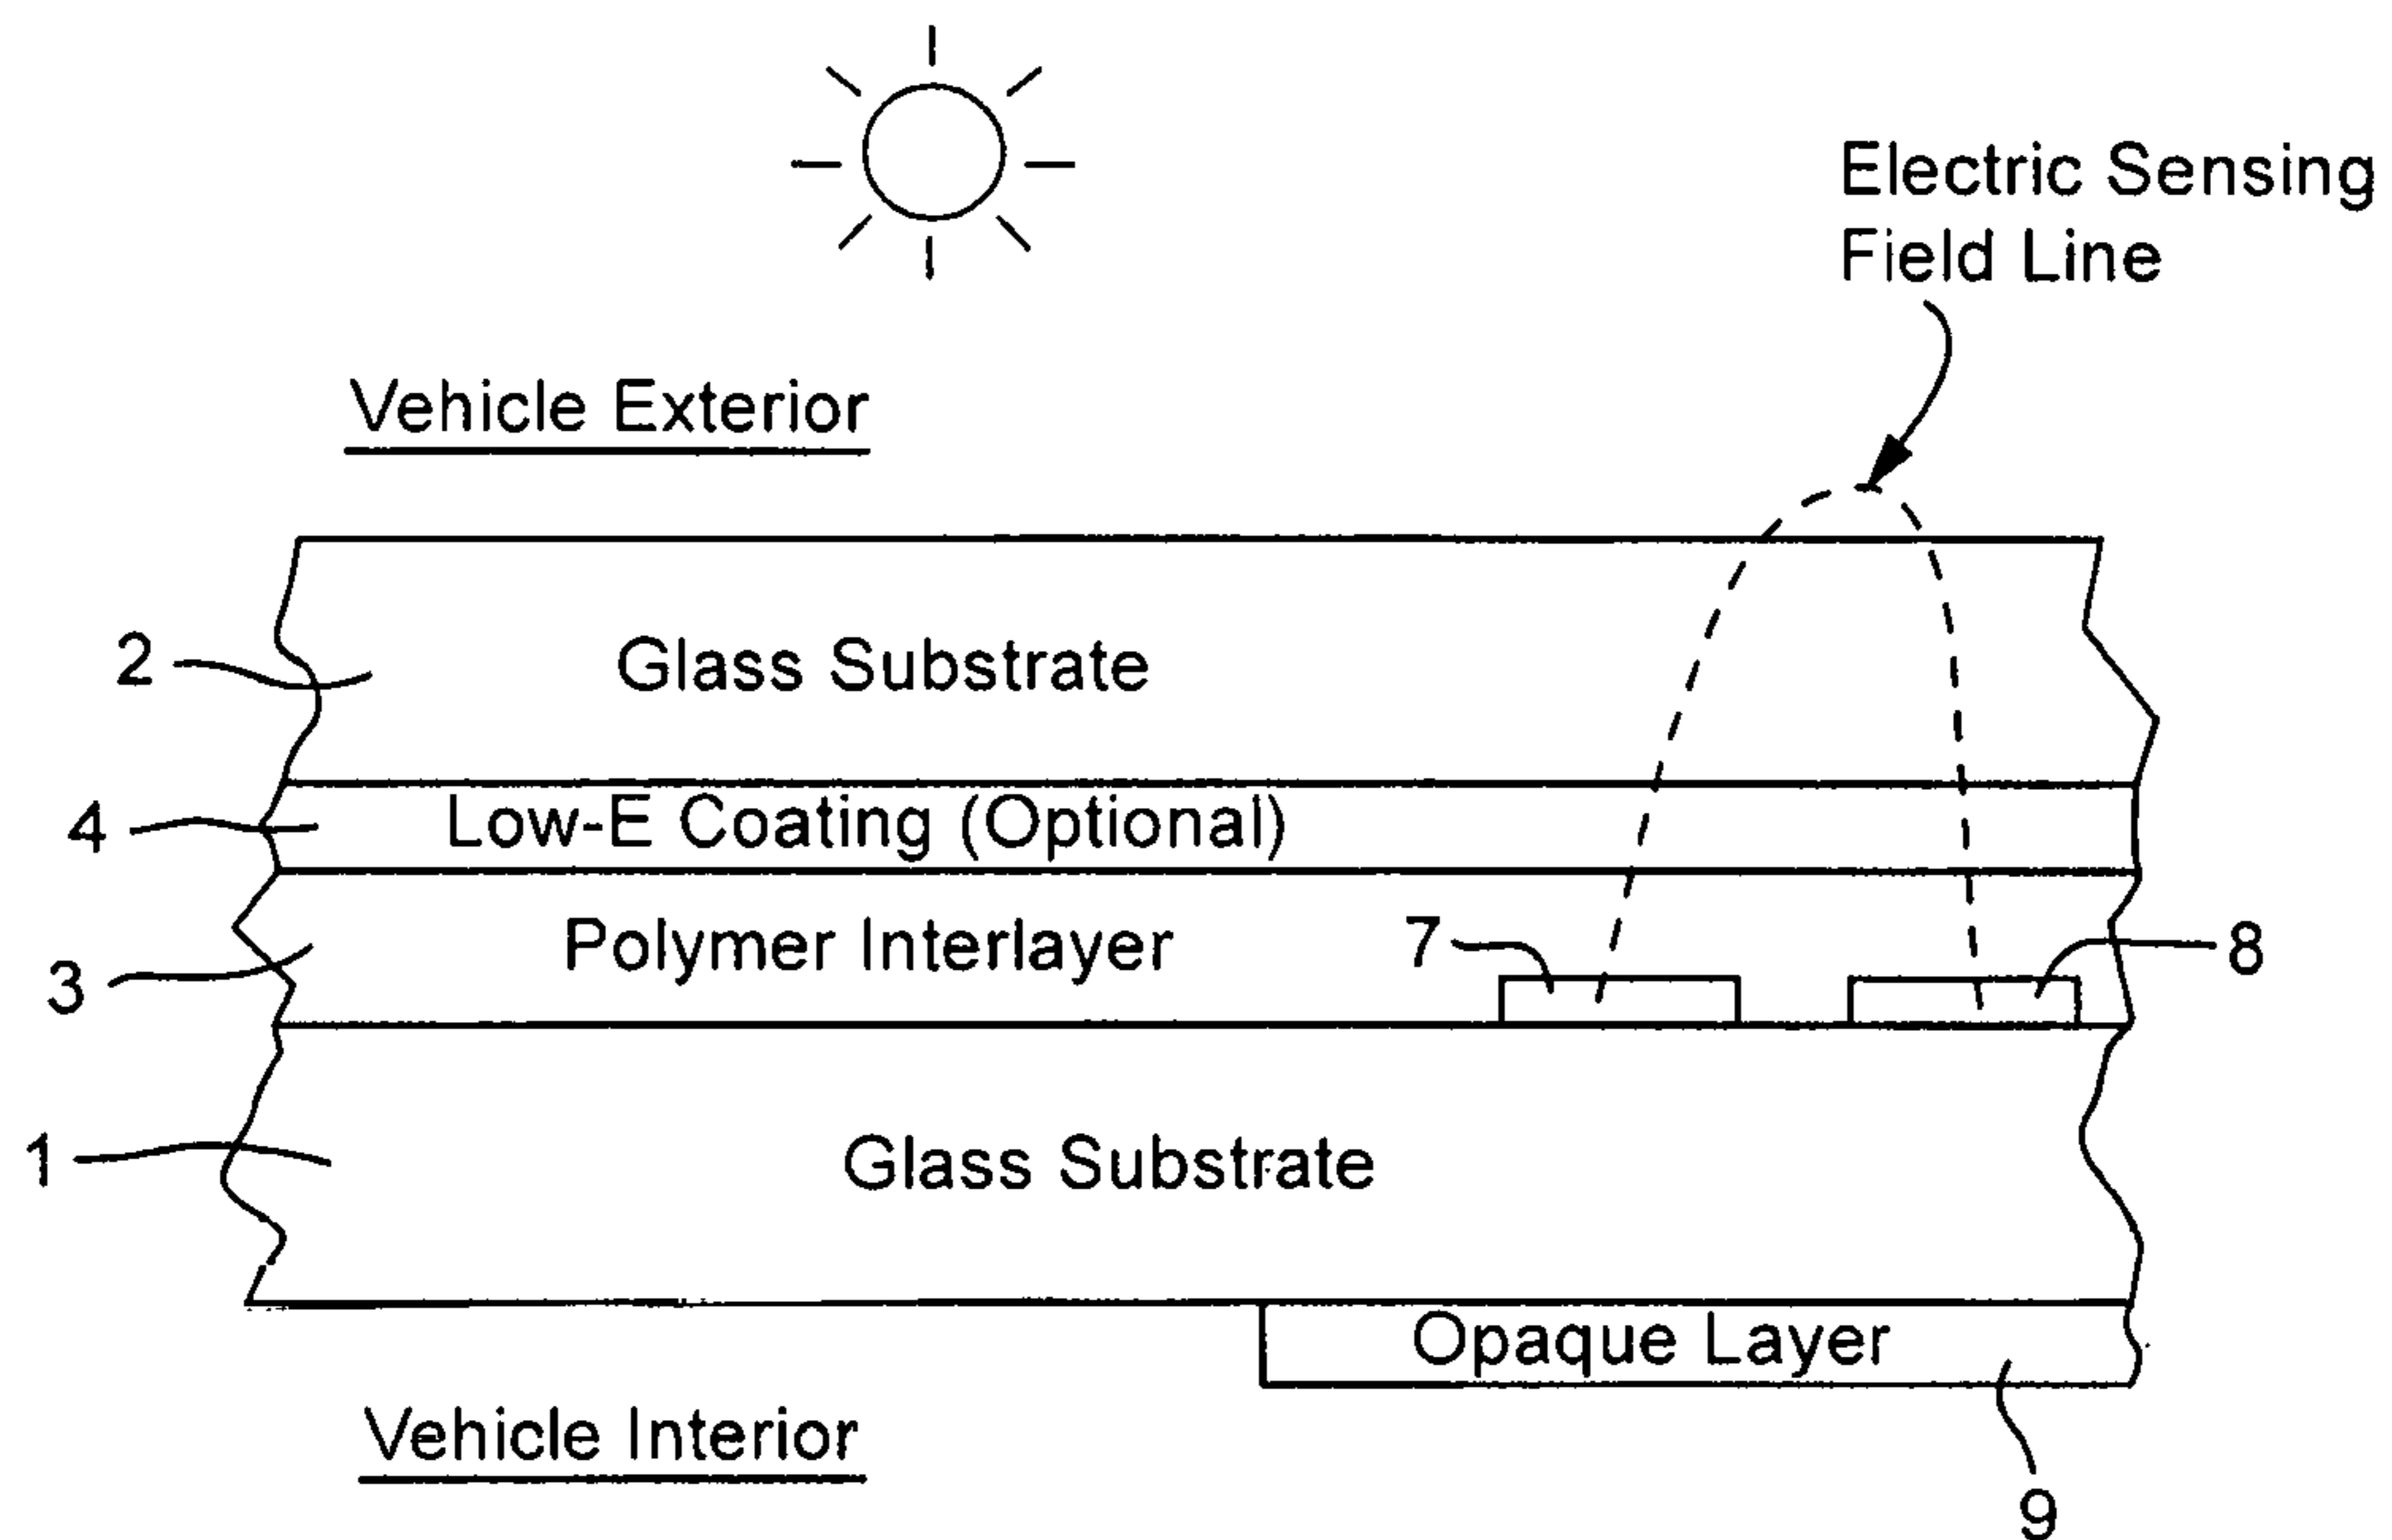 Electric Sensing
Field Line
Vehicle Exterior
2
Glass Substrate
4
Low-E Coating (Optional)
3
Polymer Interlayer
7
8
1
Glass Substrate
Opaque Layer
Vehicle Interior
9